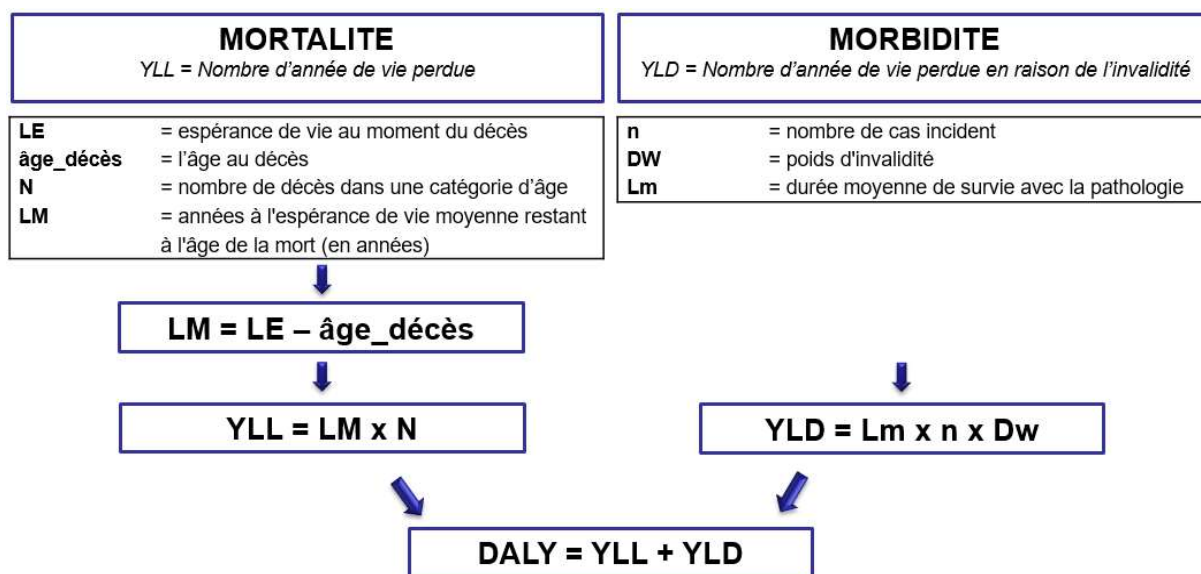 MORTALITE
YLL = Nombre d'année de vie perdue
LE = espérance de vie au moment du décès
âge_décès = l'âge au décès
N = nombre de décès dans une catégorie d'âge
LM = années à l'espérance de vie moyenne restant
à l'âge de la mort (en années)
LM = LE – âge_décès
YLL = LM x N
MORBIDITE
YLD = Nombre d'année de vie perdue en raison de l'invalidité
n = nombre de cas incident
DW = poids d'invalidité
Lm = durée moyenne de survie avec la pathologie
YLD = Lm x n x Dw
DALY = YLL + YLD